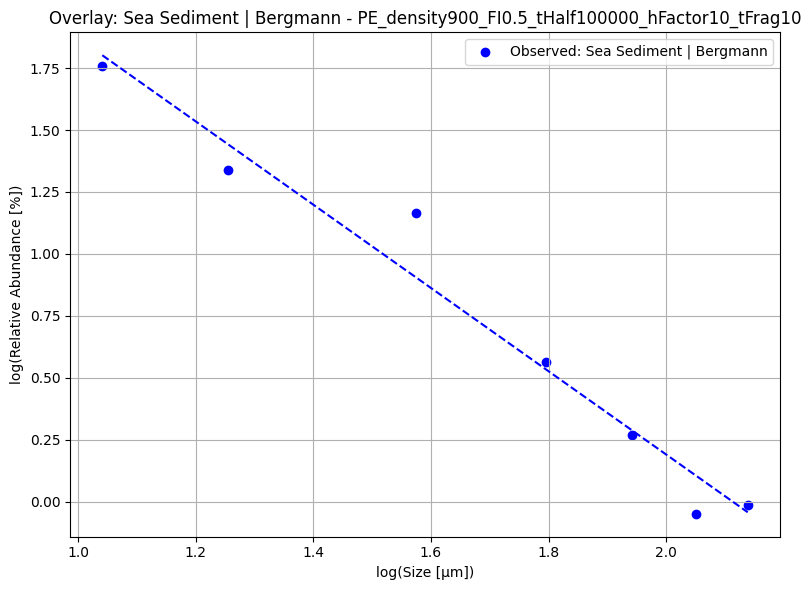 Overlay: Sea Sediment | Bergmann - PE_density900_FI0.5_tHalf100000_hFactor10_tFrag10
Observed: Sea Sediment | Bergmann
log(Relative Abundance [%])
1.75
1.50
1.25
1.00
0.75
0.50
0.25
0.00
1.0 1.2 1.4 1.6 1.8 2.0
log(Size [µm])